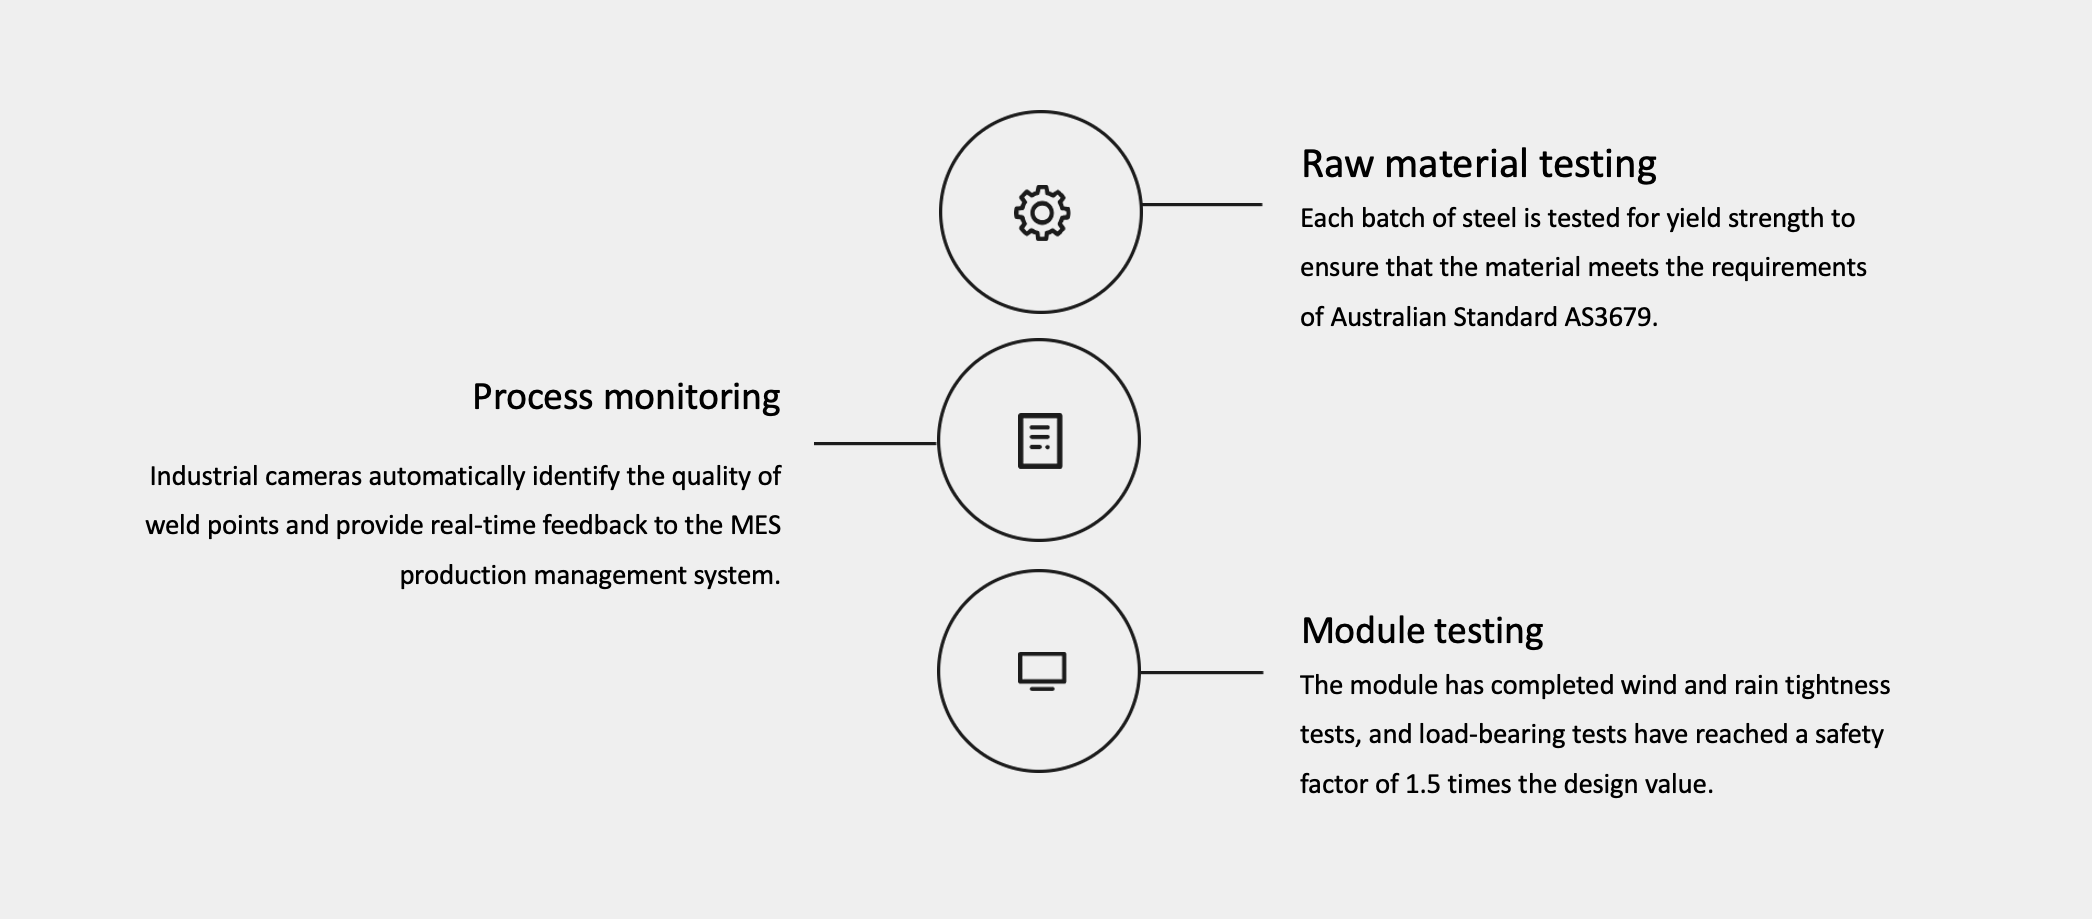 Raw material testing
Each batch of steel is tested for yield strength to
ensure that the material meets the requirements
of Australian Standard AS3679.
Process monitoring
Industrial cameras automatically identify the quality of
weld points and provide real-time feedback to the MES
production management system.
Module testing
The module has completed wind and rain tightness
tests, and load-bearing tests have reached a safety
factor of 1.5 times the design value.